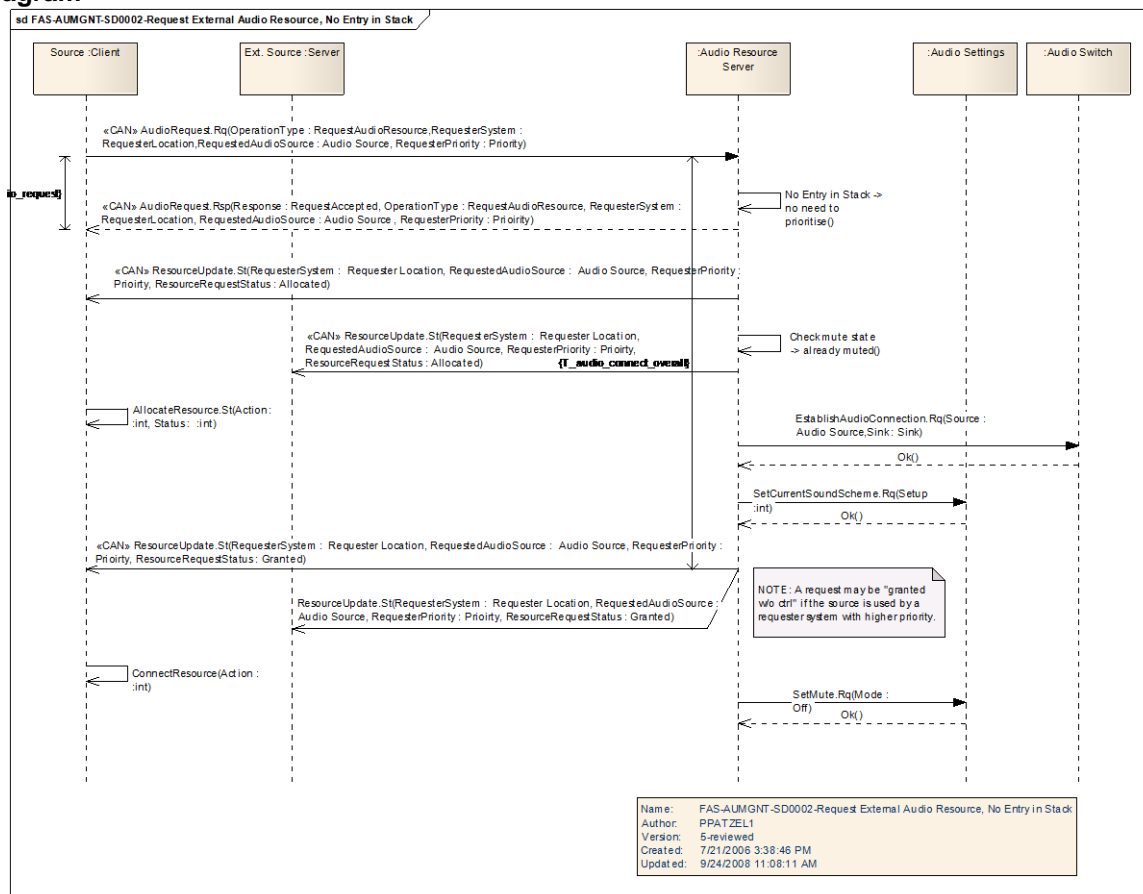 sd FAS-AUMGNT-SD0002-Request External Audio Resource, No Entry in Stack
Source :Client
Ext. Source :Server
:Audio Resource
Server
:Audio Settings
:Audio Switch
«CAN» AudioRequest.Rq(OperationType : RequestAudioResource,RequesterSystem :
RequesterLocation,RequestedAudioSource : Audio Source, RequesterPriority : Priority)
No Entry in Stack ->
no need to
prioritise()
«CAN» AudioRequest.Rsp(Response : RequestAccepted, OperationType : RequestAudioResource, RequesterSystem :
RequesterLocation, RequestedAudioSource : Audio Source , RequesterPriority : Prioirity)
«CAN» ResourceUpdate.St(RequesterSystem : Requester Location, RequestedAudioSource : Audio Source, RequesterPriority :
Prioirty, ResourceRequestStatus : Allocated)
«CAN» ResourceUpdate.St(RequesterSystem : Requester Location,
RequestedAudioSource : Audio Source, RequesterPriority : Prioirty,
ResourceRequestStatus : Allocated)
{T_audio_connect_overall}
Check mute state
-> already muted()
AllocateResource.St(Action :
:int, Status : :int)
EstablishAudioConnection.Rq(Source :
Audio Source,Sink : Sink)
Ok()
SetCurrentSoundScheme.Rq(Setup
:int)
Ok()
«CAN» ResourceUpdate.St(RequesterSystem : Requester Location, RequestedAudioSource : Audio Source, RequesterPriority :
Prioirty, ResourceRequestStatus : Granted)
NOTE: A request may be "granted
w/o ctrl" if the source is used by a
requester system with higher priority.
ResourceUpdate.St(RequesterSystem : Requester Location, RequestedAudioSource :
Audio Source, RequesterPriority : Prioirty, ResourceRequestStatus : Granted)
ConnectResource(Action :
:int)
SetMute.Rq(Mode :
Off)
Ok()
Name: FAS-AUMGNT-SD0002-Request External Audio Resource, No Entry in Stack
Author: PPATZEL1
Version: 5-reviewed
Created: 7/21/2006 3:38:46 PM
Updated: 9/24/2008 11:08:11 AM